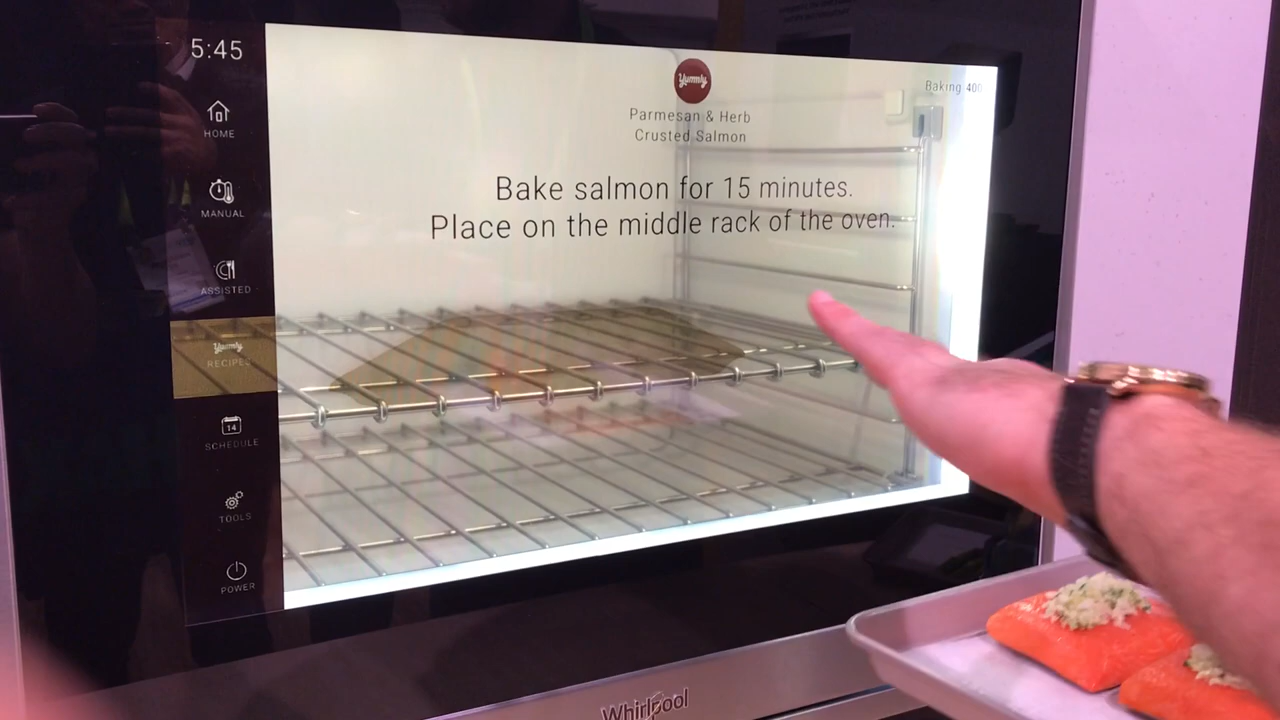 5:45
HOME
MANUAL
ASSISTED
Yummly
RECIPES
14
SCHEDULE
TOOLS
POWER
Yummly
Baking 400
Parmesan & Herb
Crusted Salmon
Bake salmon for 15 minutes.
Place on the middle rack of the oven.
Whirlpool